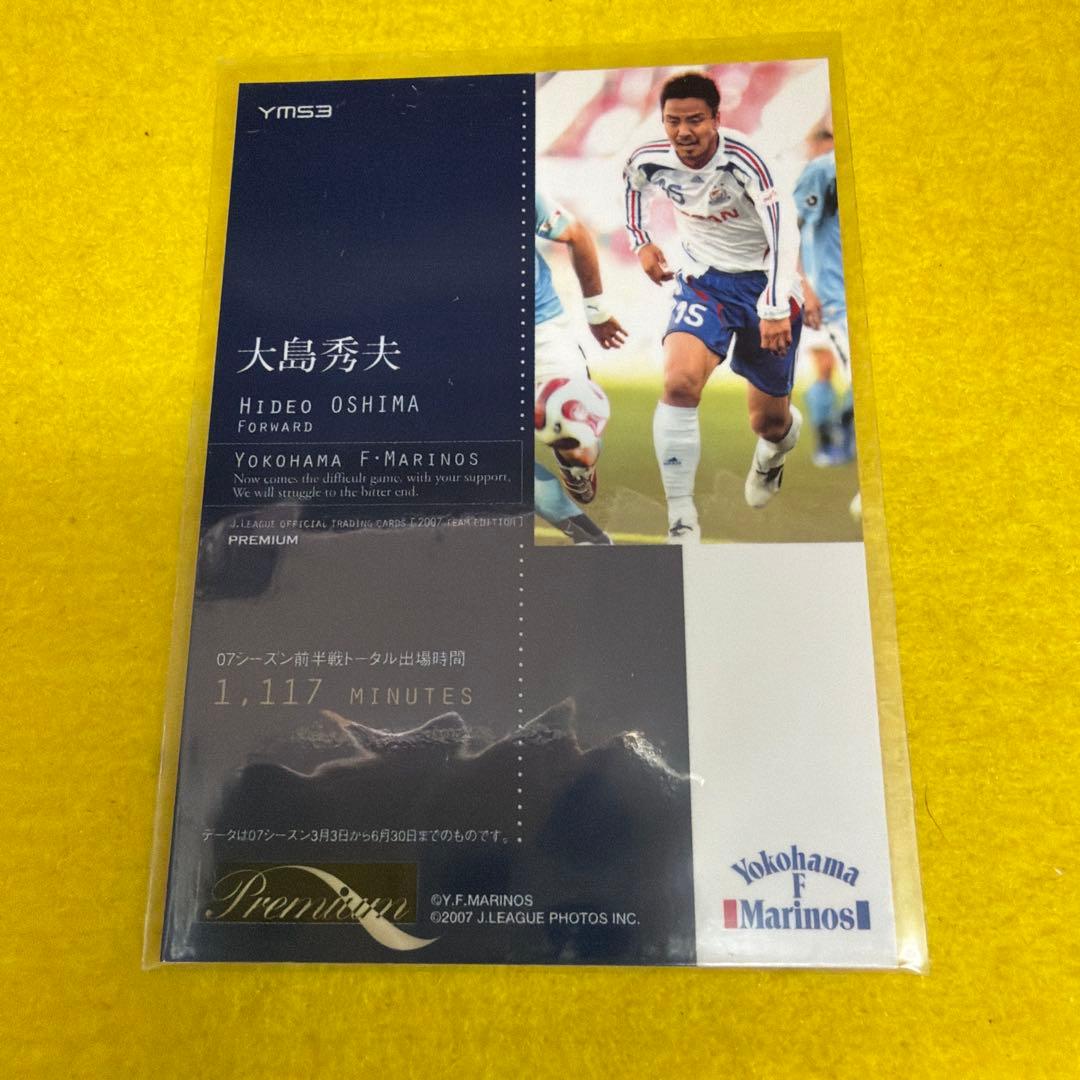 YMS3
大島秀夫
HIDEO OSHIMA
FORWARD
YOKOHAMA F·MARINOS
Now comes the difficult game, with your support,
We will struggle to the bitter end.
J.LEAGUE OFFICIAL TRADING CARDS [2007 TEAM EDITION]
PREMIUM
07シーズン前半戦トータル出場時間
1,117 MINUTES
データは07シーズン3月3日から6月30日までのものです。
Premium
©Y.F.MARINOS
©2007 J.LEAGUE PHOTOS INC.
15
15
Yokohama
F
Marinos